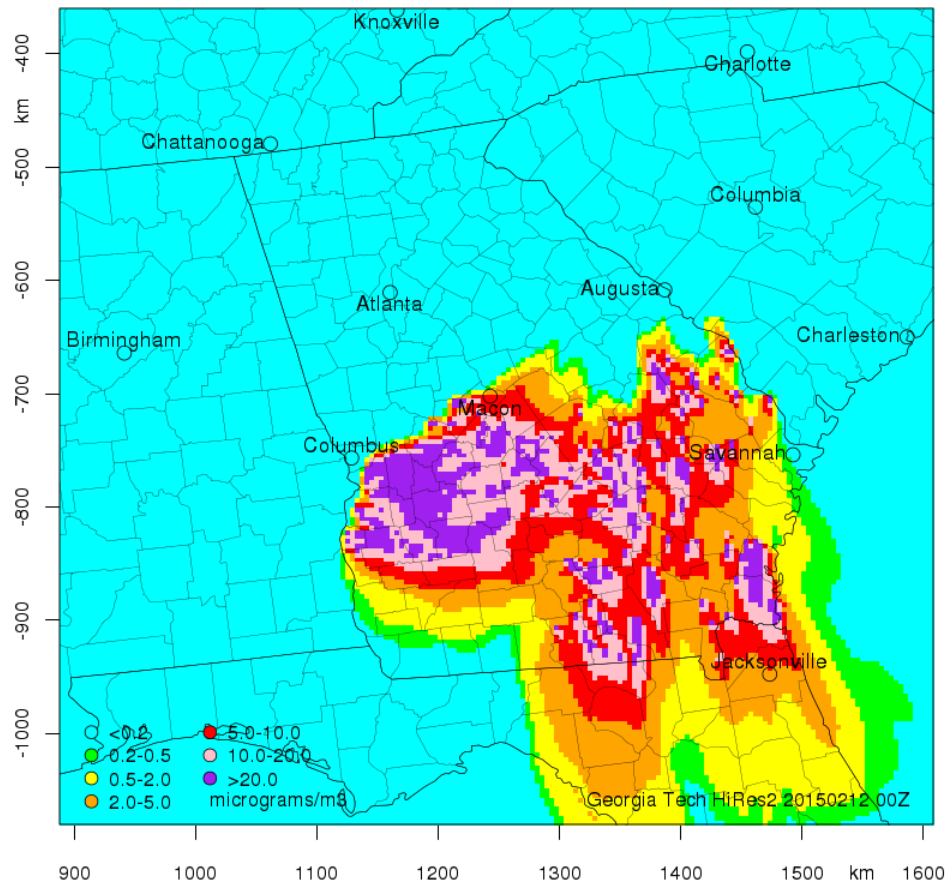 Knoxville
Charlotte
Chattanooga
Columbia
Augusta
Atlanta
Charleston
Birmingham
Macon
Columbus
Savannah
Jacksonville
<0.2
0.2-0.5
0.5-2.0
2.0-5.0
5.0-10.0
10.0-20.0
>20.0
micrograms/m3
Georgia Tech HiRes2 20150212 00Z
-400
km
-500
-600
-700
-800
-900
-1000
900
1000
1100
1200
1300
1400
1500
km
1600